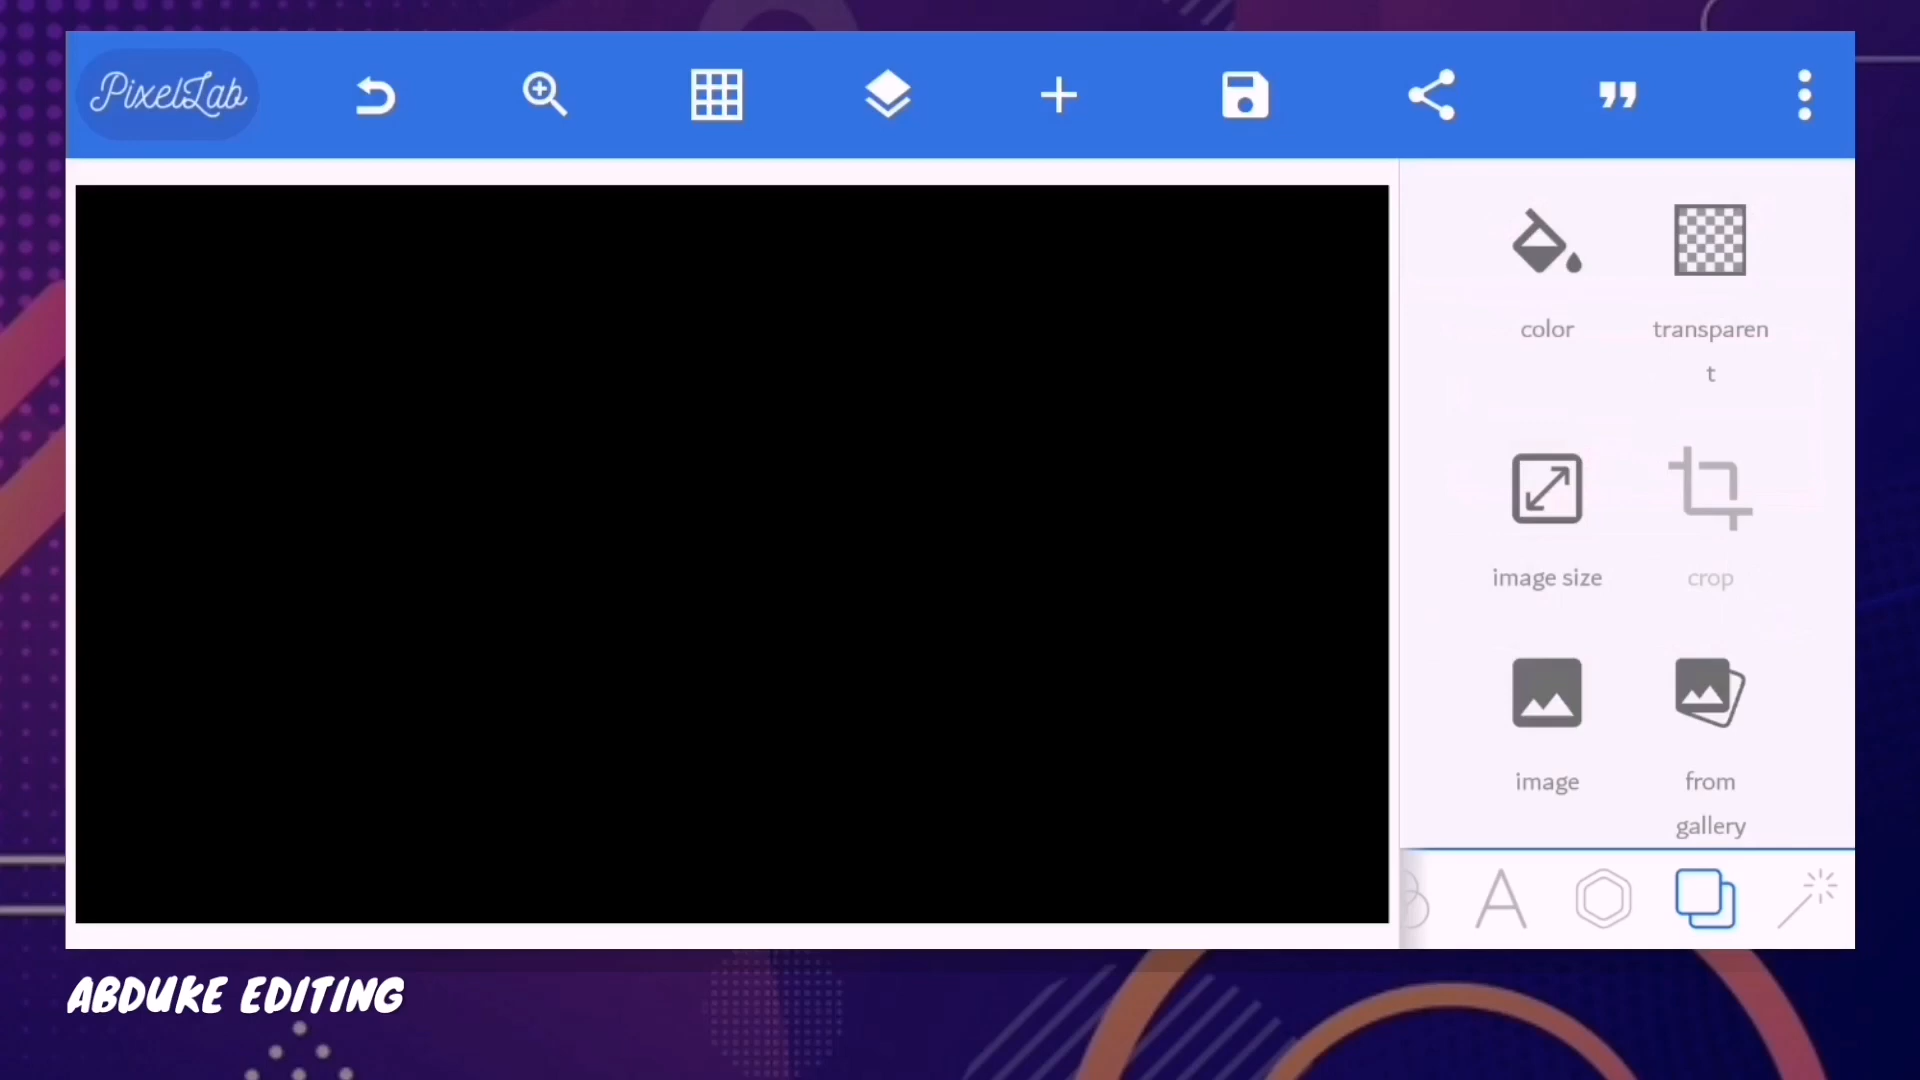 PixelLab
color
transparen
t
image size
crop
image
from
gallery
A
ABDUKE EDITING